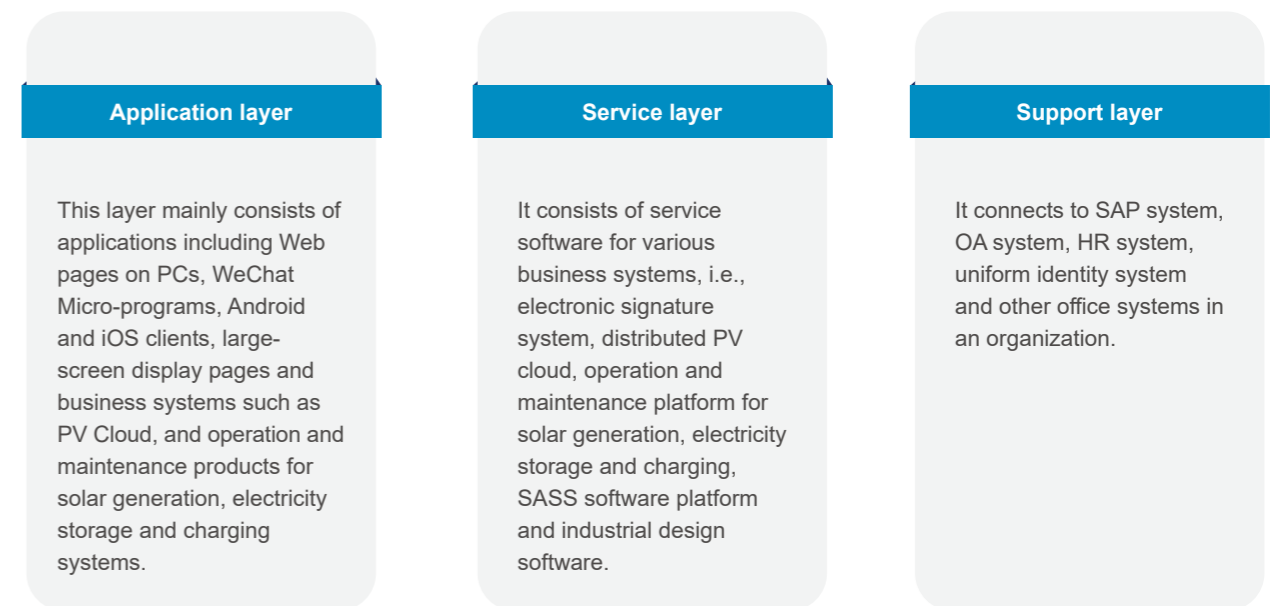 Application layer
This layer mainly consists of
applications including Web
pages on PCs, WeChat
Micro-programs, Android
and iOS clients, large-
screen display pages and
business systems such as
PV Cloud, and operation and
maintenance products for
solar generation, electricity
storage and charging
systems.
Service layer
It consists of service
software for various
business systems, i.e.,
electronic signature
system, distributed PV
cloud, operation and
maintenance platform for
solar generation, electricity
storage and charging,
SASS software platform
and industrial design
software.
Support layer
It connects to SAP system,
OA system, HR system,
uniform identity system
and other office systems in
an organization.